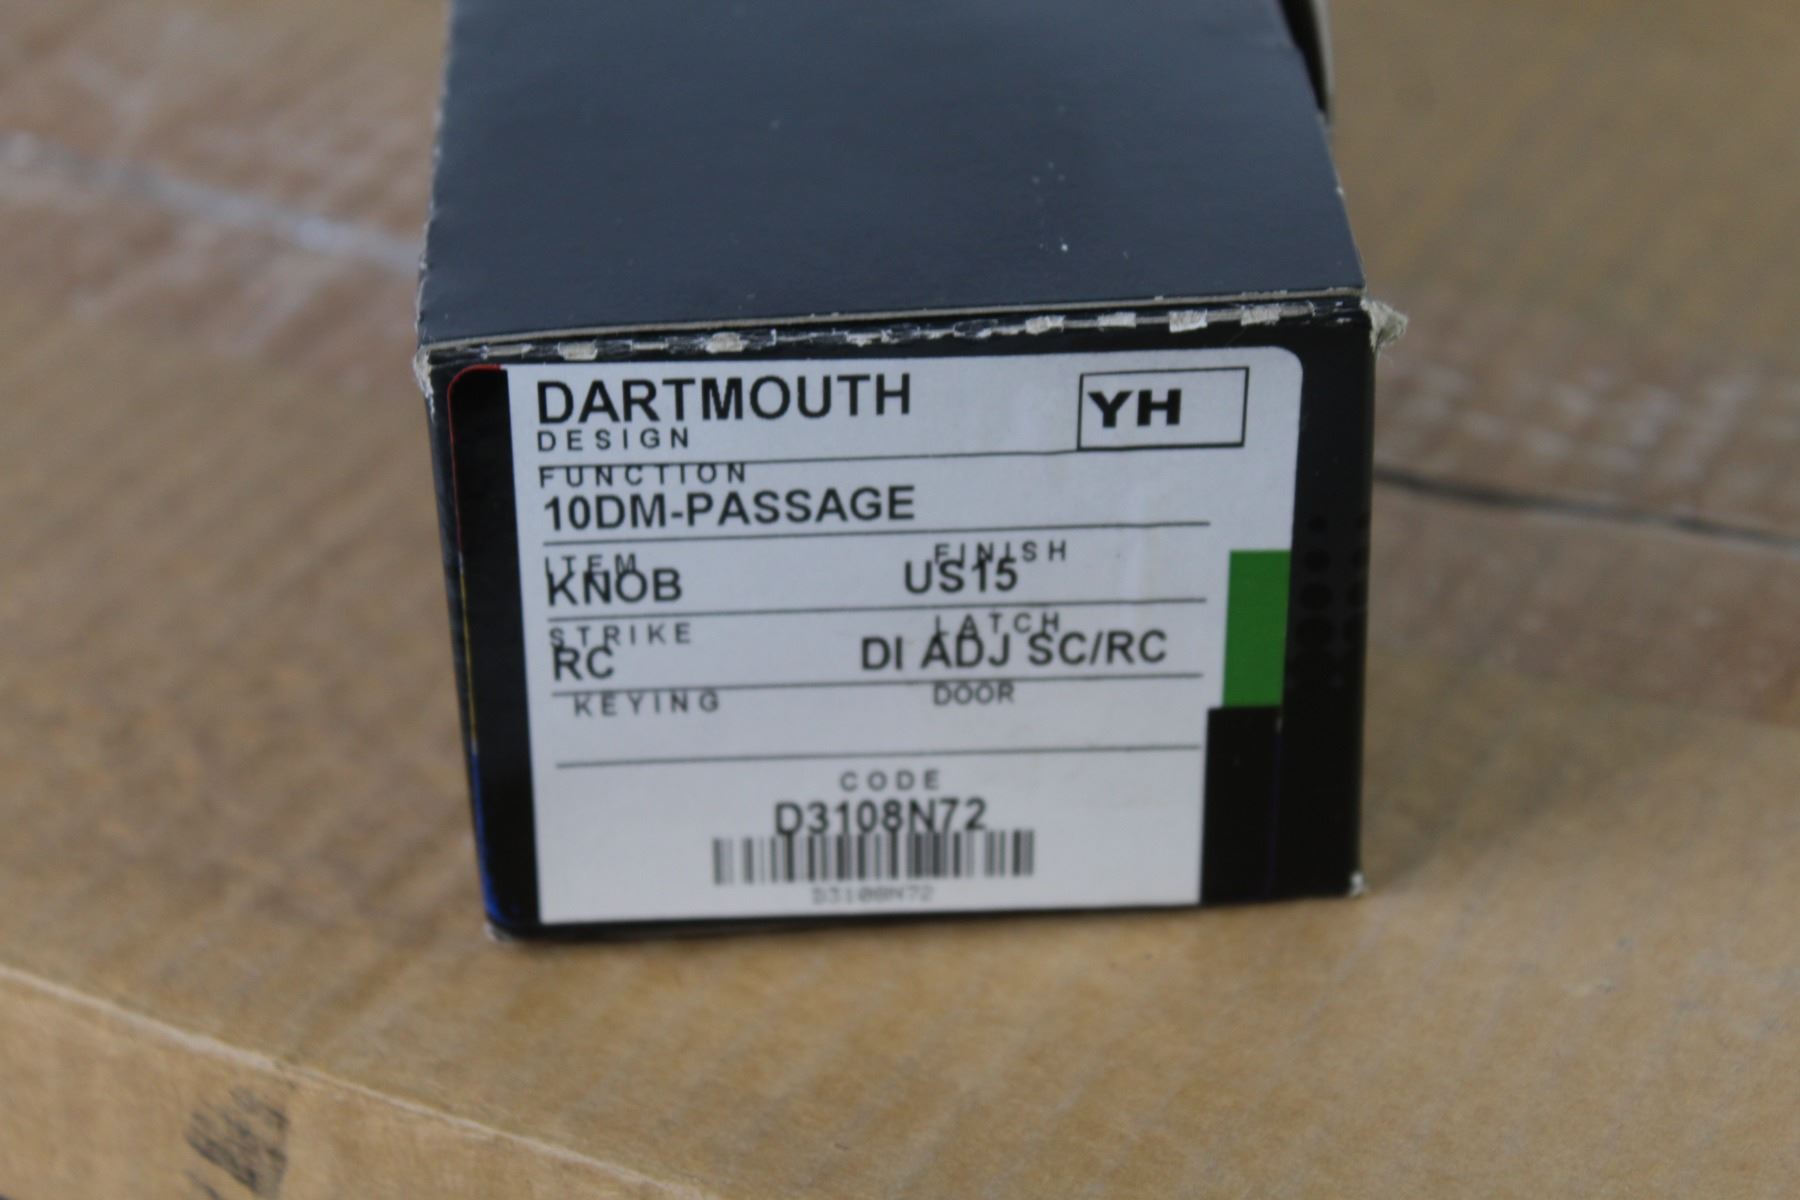 DARTMOUTH
YH
DESIGN
FUNCTION
10DM-PASSAGE
ITEM FINISH
KNOB US15
STRIKE LATCH
RC DI ADJ SC/RC
KEYING DOOR
CODE
D3108N72
D3108N72